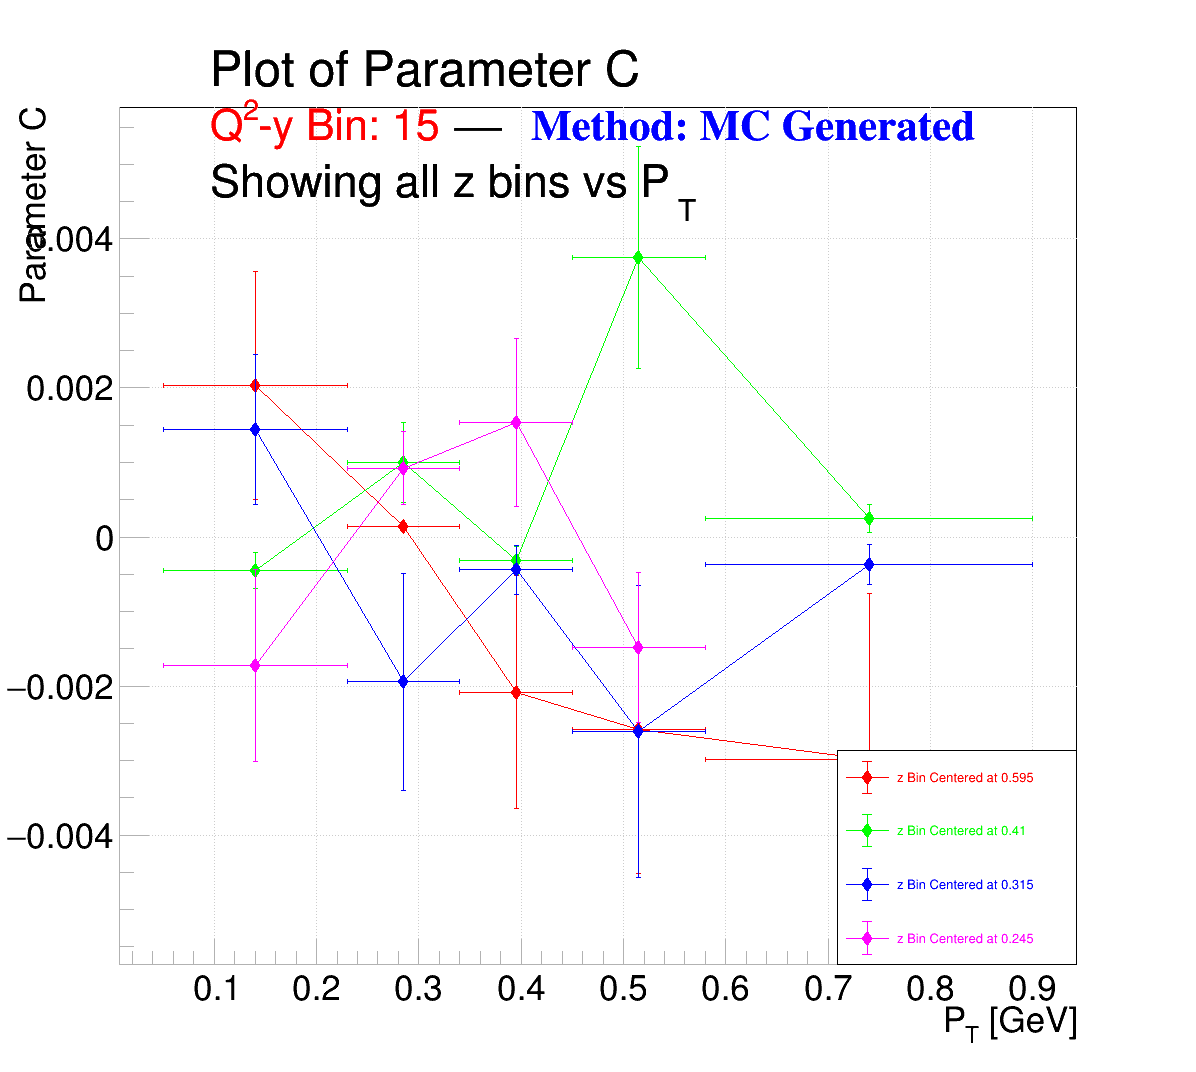 Plot of Parameter C
Q2-y Bin: 15 — Method: MC Generated
Showing all z bins vs PT
Parameter C
0.004
0.002
0
−0.002
−0.004
z Bin Centered at 0.595
z Bin Centered at 0.41
z Bin Centered at 0.315
z Bin Centered at 0.245
0.1 0.2 0.3 0.4 0.5 0.6 0.7 0.8 0.9
PT [GeV]